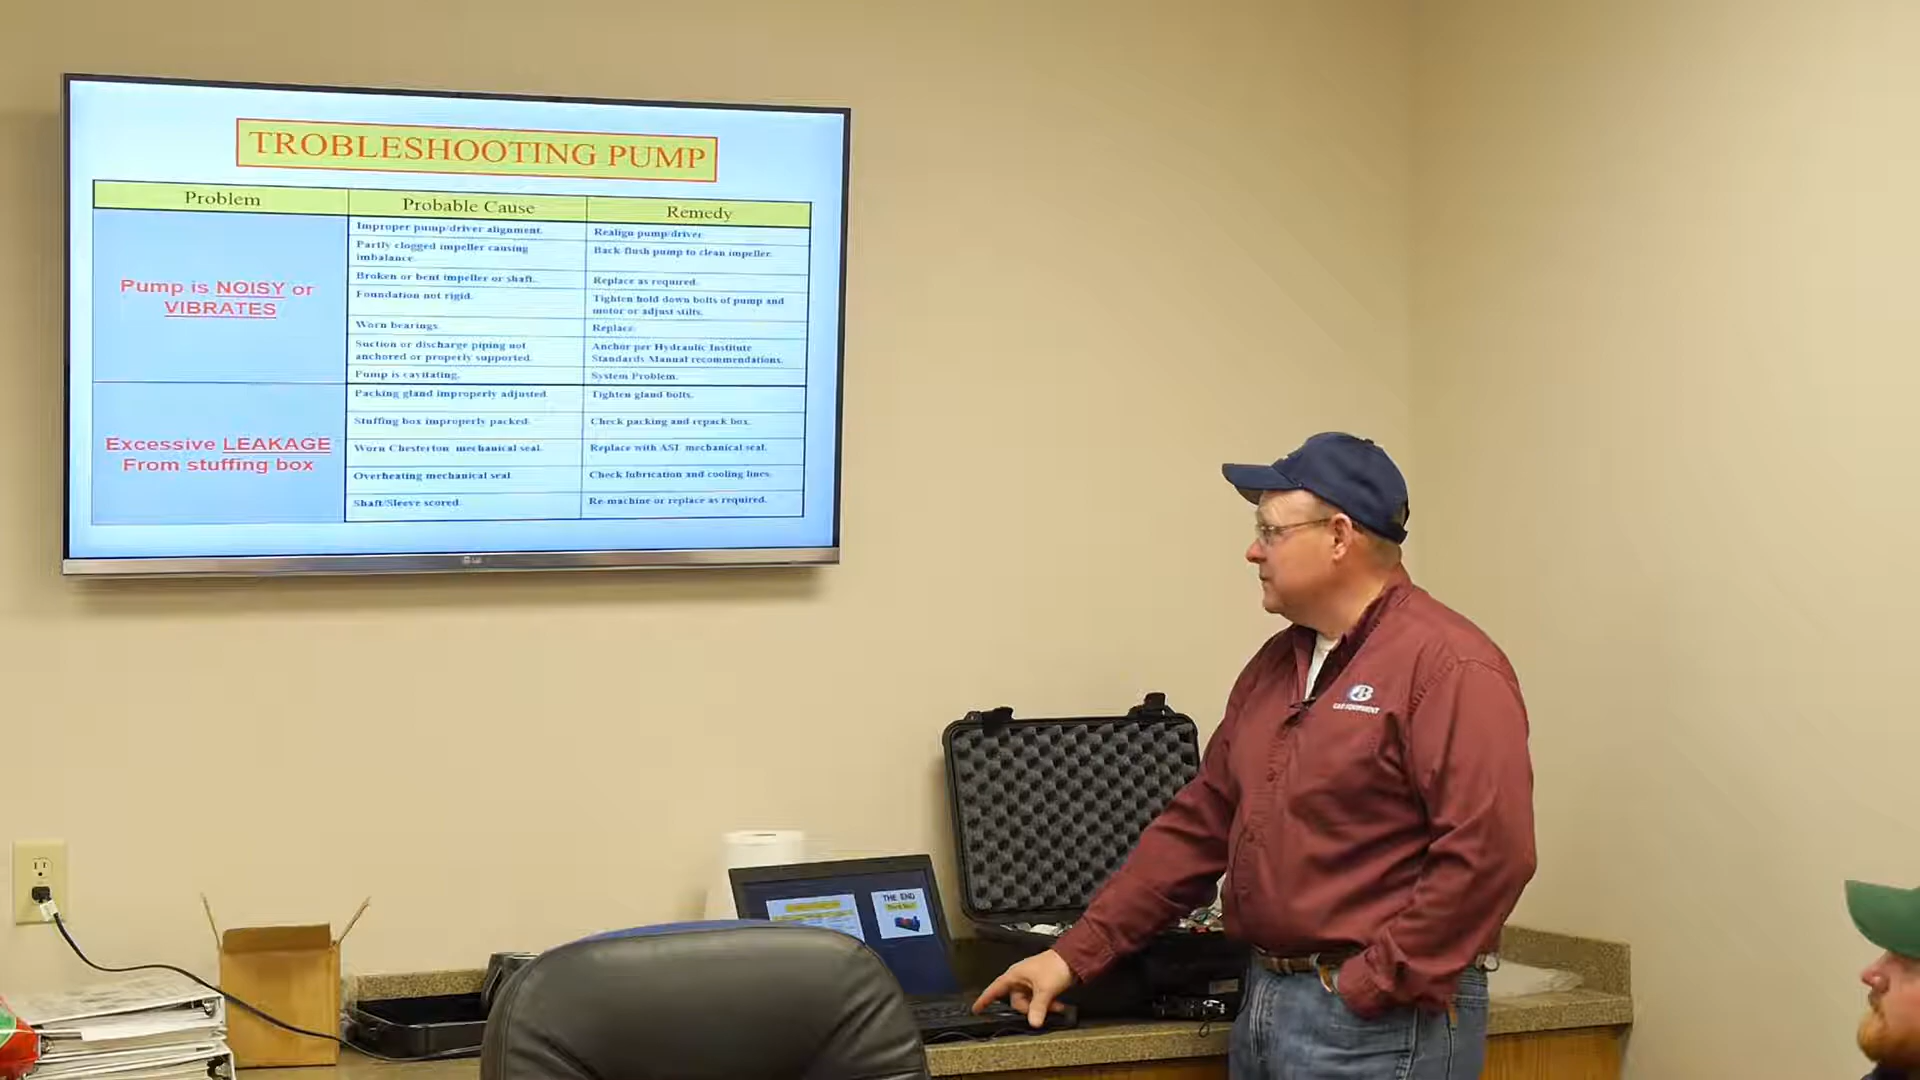 TROBLESHOOTING PUMP
Problem
Probable Cause
Remedy
Pump is NOISY or
VIBRATES
Improper pump/driver alignment.
Realign pump/driver
Partly clogged impeller causing
imbalance.
Back-flush pump to clean impeller.
Broken or bent impeller or shaft.
Replace as required.
Foundation not rigid.
Tighten hold down bolts of pump and
motor or adjust stilts.
Worn bearings
Replace
Suction or discharge piping not
anchored or properly supported.
Anchor per Hydraulic Institute
Standards Manual recommendations.
Pump is cavitating.
System Problem.
Excessive LEAKAGE
From stuffing box
Packing gland improperly adjusted
Tighten gland bolts.
Stuffing box improperly packed.
Check packing and repack box.
Worn Chesterton mechanical seal.
Replace with ASI mechanical seal.
Overheating mechanical seal
Check lubrication and cooling lines.
Shaft/Sleeve scored.
Re-machine or replace as required.
LG
THE END
EQUIPMENT